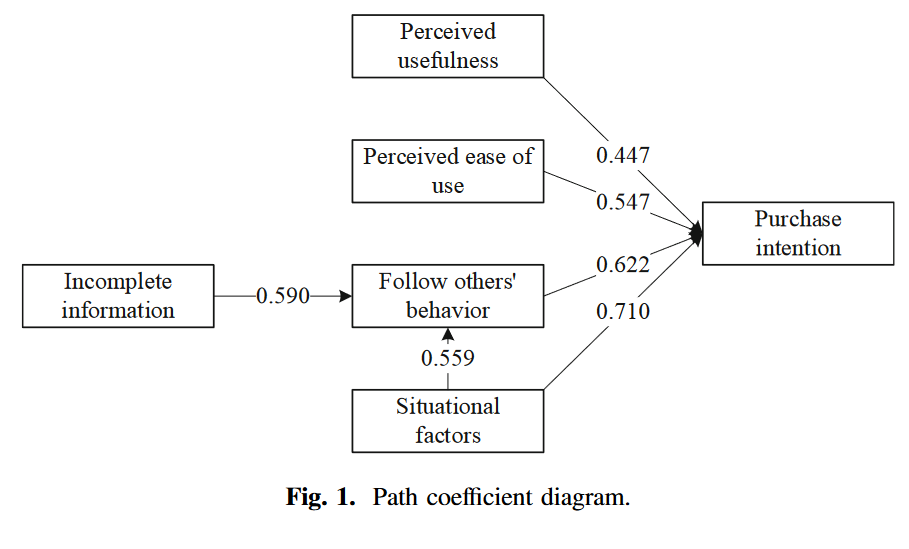 Perceived
usefulness
0.447
Perceived ease of
use
0.547
Purchase
intention
Incomplete
information
0.590
Follow others'
behavior
0.622
0.710
0.559
Situational
factors
Fig. 1. Path coefficient diagram.